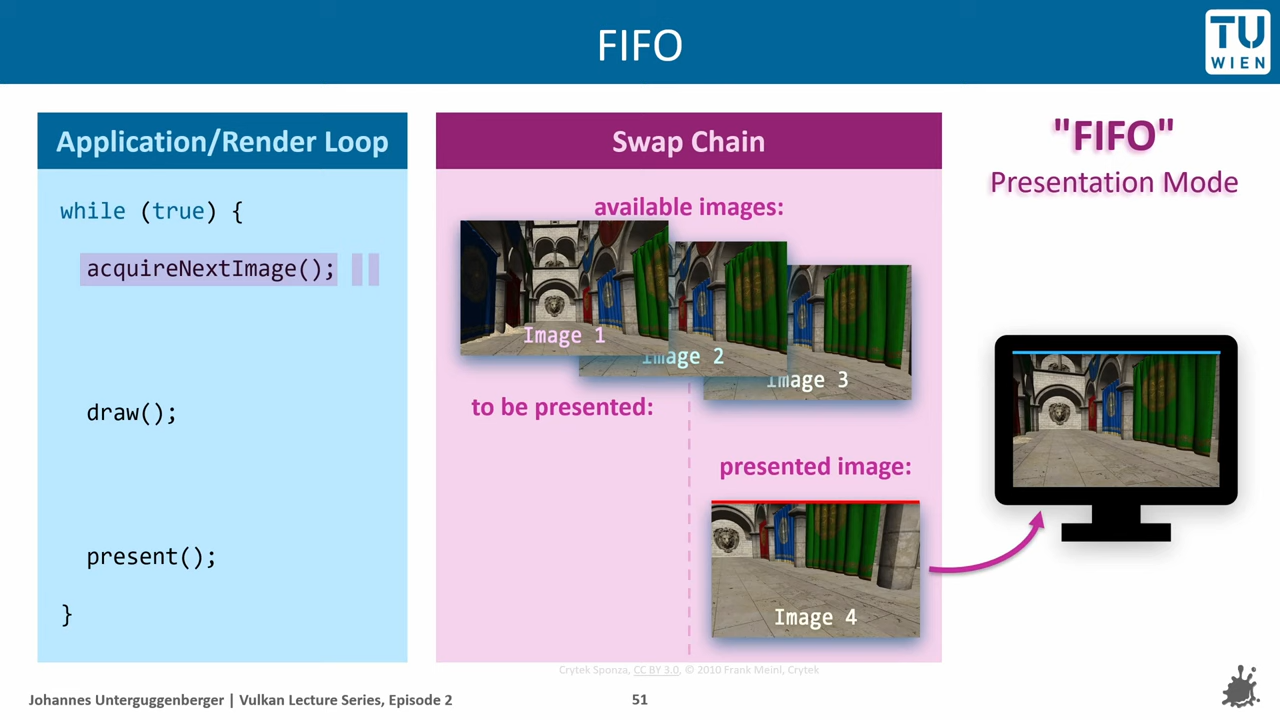 FIFO
TU
WIEN
Application/Render Loop
while (true) {
acquireNextImage();
draw();
present();
}
Swap Chain
available images:
Image 1
Image 2
Image 3
to be presented:
presented image:
Image 4
"FIFO"
Presentation Mode
Crytek Sponza, CC BY 3.0, © 2010 Frank Meinl, Crytek
Johannes Unterguggenberger | Vulkan Lecture Series, Episode 2
51